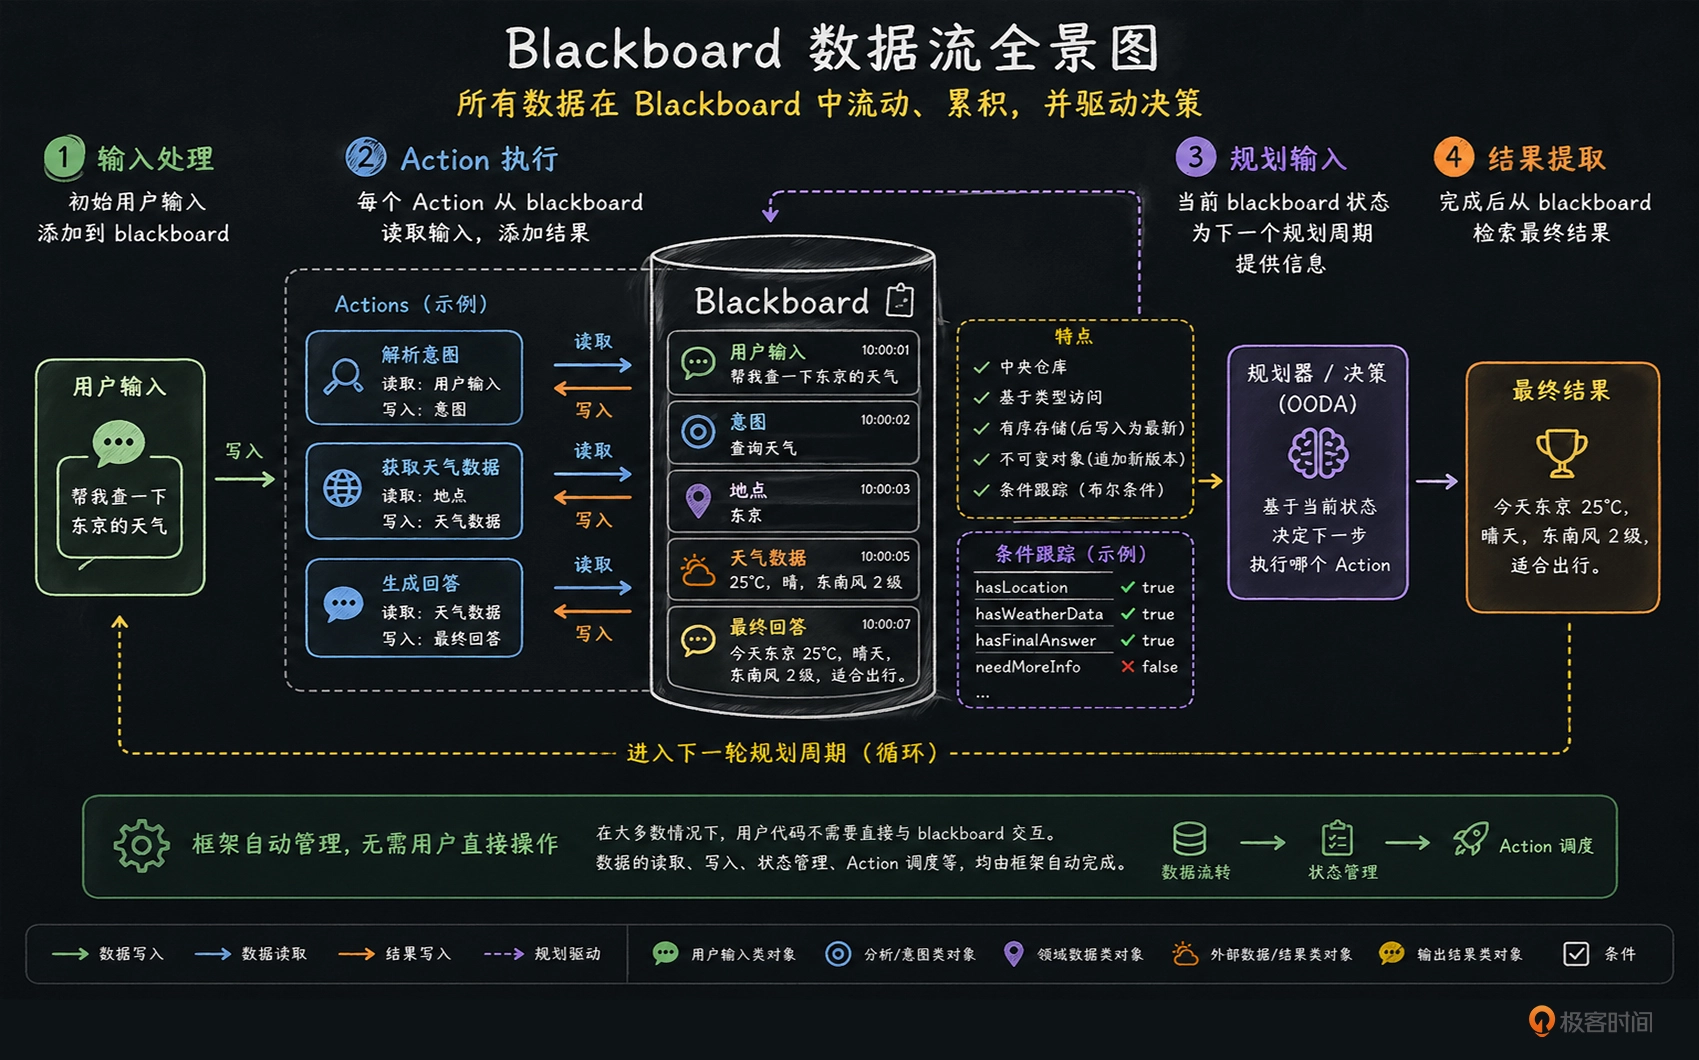 Blackboard 数据流全景图
所有数据在 Blackboard 中流动、累积，并驱动决策
1 输入处理
初始用户输入
添加到 blackboard
2 Action 执行
每个 Action 从 blackboard
读取输入，添加结果
3 规划输入
当前 blackboard 状态
为下一个规划周期
提供信息
4 结果提取
完成后从 blackboard
检索最终结果
用户输入
帮我查一下
东京的天气
写入
Actions（示例）
解析意图
读取：用户输入
写入：意图
读取
写入
获取天气数据
读取：地点
写入：天气数据
读取
写入
生成回答
读取：天气数据
写入：最终回答
读取
写入
Blackboard
用户输入 10:00:01
帮我查一下东京的天气
意图 10:00:02
查询天气
地点 10:00:03
东京
天气数据 10:00:05
25°C，晴，东南风 2 级
最终回答 10:00:07
今天东京 25°C，晴天，
东南风 2 级，适合出行。
特点
中央仓库
基于类型访问
有序存储(后写入为最新)
不可变对象(追加新版本)
条件跟踪（布尔条件）
条件跟踪（示例）
hasLocation ✓ true
hasWeatherData ✓ true
hasFinalAnswer ✓ true
needMoreInfo ✕ false
...
规划器 / 决策
(OODA)
基于当前状态
决定下一步
执行哪个 Action
最终结果
今天东京 25°C，
晴天，东南风 2 级，
适合出行。
进入下一轮规划周期（循环）
框架自动管理，无需用户直接操作
在大多数情况下，用户代码不需要直接与 blackboard 交互。
数据的读取、写入、状态管理、Action 调度等，均由框架自动完成。
数据流转
状态管理
Action 调度
数据写入
数据读取
结果写入
规划驱动
用户输入类对象
分析/意图类对象
领域数据类对象
外部数据/结果类对象
输出结果类对象
条件
极客时间